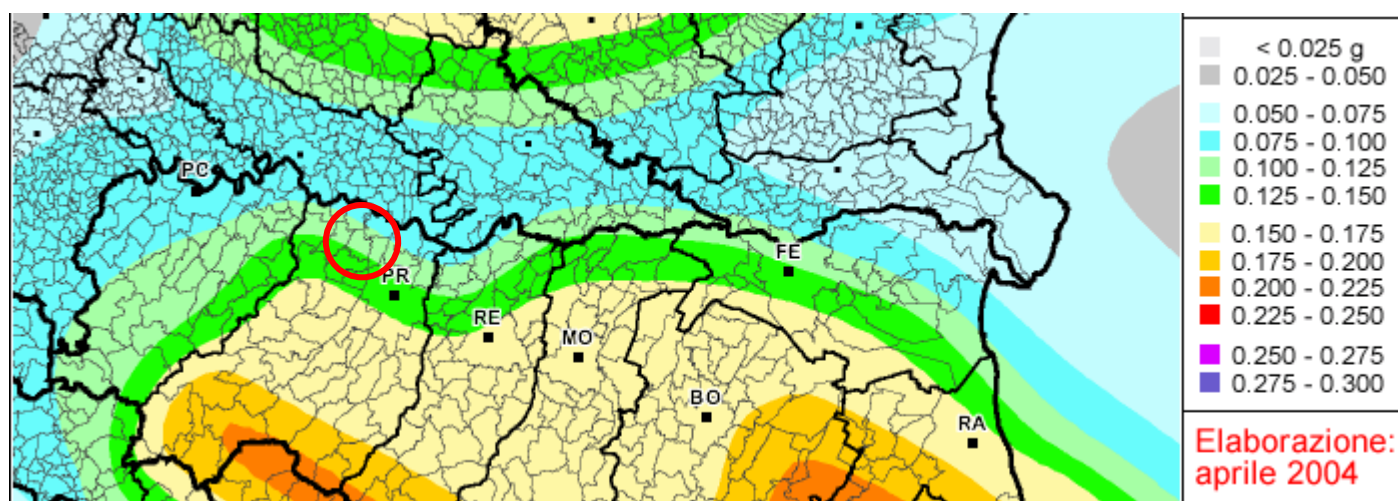 PC
PR
RE
MO
BO
FE
RA
< 0.025 g
0.025 - 0.050
0.050 - 0.075
0.075 - 0.100
0.100 - 0.125
0.125 - 0.150
0.150 - 0.175
0.175 - 0.200
0.200 - 0.225
0.225 - 0.250
0.250 - 0.275
0.275 - 0.300
Elaborazione:
aprile 2004